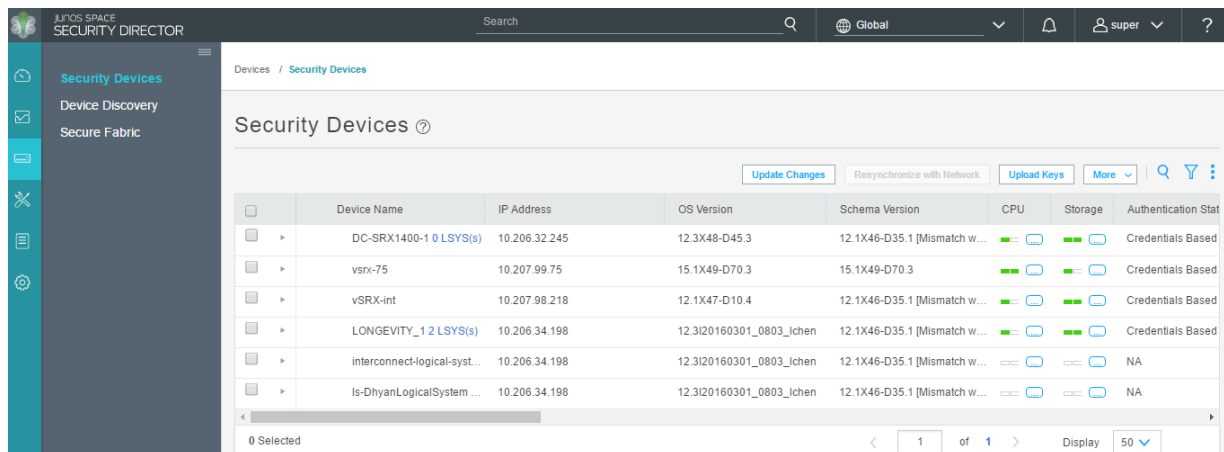 JUNOS SPACE
SECURITY DIRECTOR
Search
Global
super
?
Security Devices
Device Discovery
Secure Fabric
Devices / Security Devices
Security Devices ?
Update Changes Resynchronize with Network Upload Keys More
Device Name IP Address OS Version Schema Version CPU Storage Authentication Stat
DC-SRX1400-1 0 LSYS(s) 10.206.32.245 12.3X48-D45.3 12.1X46-D35.1 [Mismatch w... ... ... Credentials Based
vsrx-75 10.207.99.75 15.1X49-D70.3 15.1X49-D70.3 ... ... Credentials Based
vSRX-int 10.207.98.218 12.1X47-D10.4 12.1X46-D35.1 [Mismatch w... ... ... Credentials Based
LONGEVITY_1 2 LSYS(s) 10.206.34.198 12.3I20160301_0803_lchen 12.1X46-D35.1 [Mismatch w... ... ... Credentials Based
interconnect-logical-syst... 10.206.34.198 12.3I20160301_0803_lchen 12.1X46-D35.1 [Mismatch w... ... ... NA
ls-DhyanLogicalSystem ... 10.206.34.198 12.3I20160301_0803_lchen 12.1X46-D35.1 [Mismatch w... ... ... NA
0 Selected < 1 of 1 > Display 50